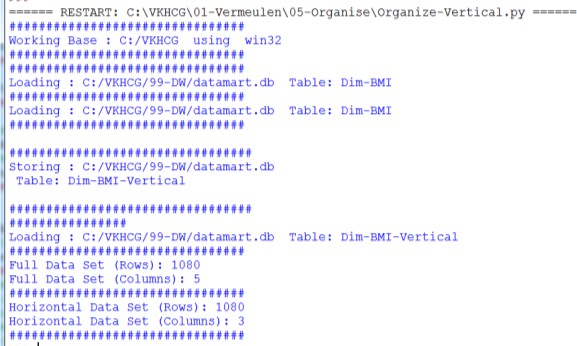 ====== RESTART: C:\VKHCG\01-Vermeulen\05-Organise\Organize-Vertical.py ======
################################
Working Base : C:/VKHCG  using  win32
################################
################################
Loading : C:/VKHCG/99-DW/datamart.db  Table: Dim-BMI
################################
Loading : C:/VKHCG/99-DW/datamart.db  Table: Dim-BMI
################################
#################################
Storing : C:/VKHCG/99-DW/datamart.db
 Table: Dim-BMI-Vertical
#################################
################
Loading : C:/VKHCG/99-DW/datamart.db  Table: Dim-BMI-Vertical
################################
Full Data Set (Rows): 1080
Full Data Set (Columns): 5
################################
Horizontal Data Set (Rows): 1080
Horizontal Data Set (Columns): 3
################################